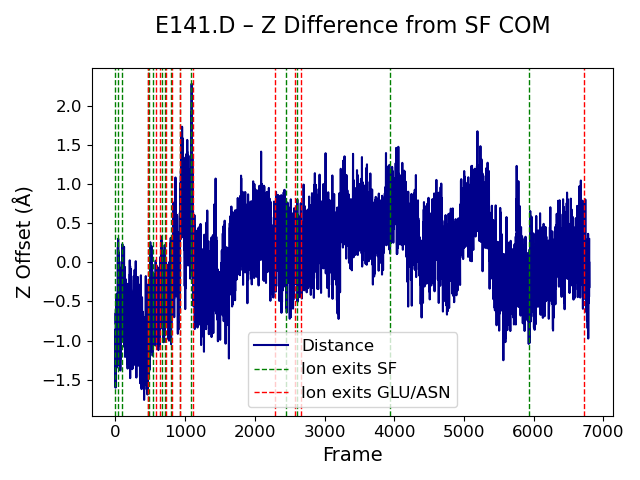 E141.D – Z Difference from SF COM
Z Offset (Å)
2.0
1.5
1.0
0.5
0.0
−0.5
−1.0
−1.5
Distance
Ion exits SF
Ion exits GLU/ASN
0 1000 2000 3000 4000 5000 6000 7000
Frame